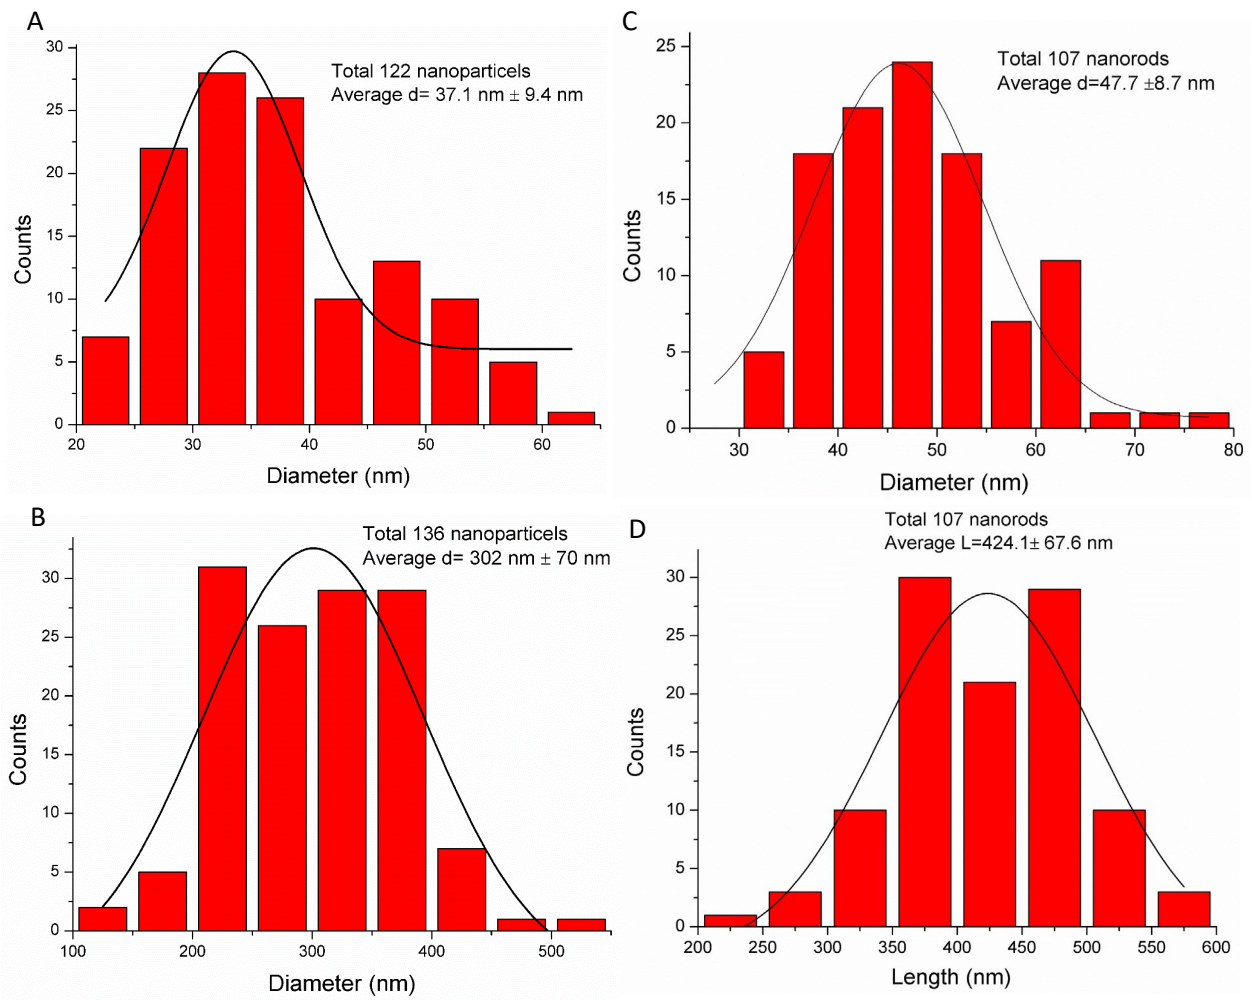 A
Total 122 nanoparticels
Average d= 37.1 nm ± 9.4 nm
30
25
20
15
10
5
0
Counts
20 30 40 50 60
Diameter (nm)
C
Total 107 nanorods
Average d=47.7 ±8.7 nm
25
20
15
10
5
0
Counts
30 40 50 60 70 80
Diameter (nm)
B
Total 136 nanoparticels
Average d= 302 nm ± 70 nm
30
25
20
15
10
5
0
Counts
100 200 300 400 500
Diameter (nm)
D
Total 107 nanorods
Average L=424.1± 67.6 nm
30
25
20
15
10
5
0
Counts
200 250 300 350 400 450 500 550 600
Length (nm)